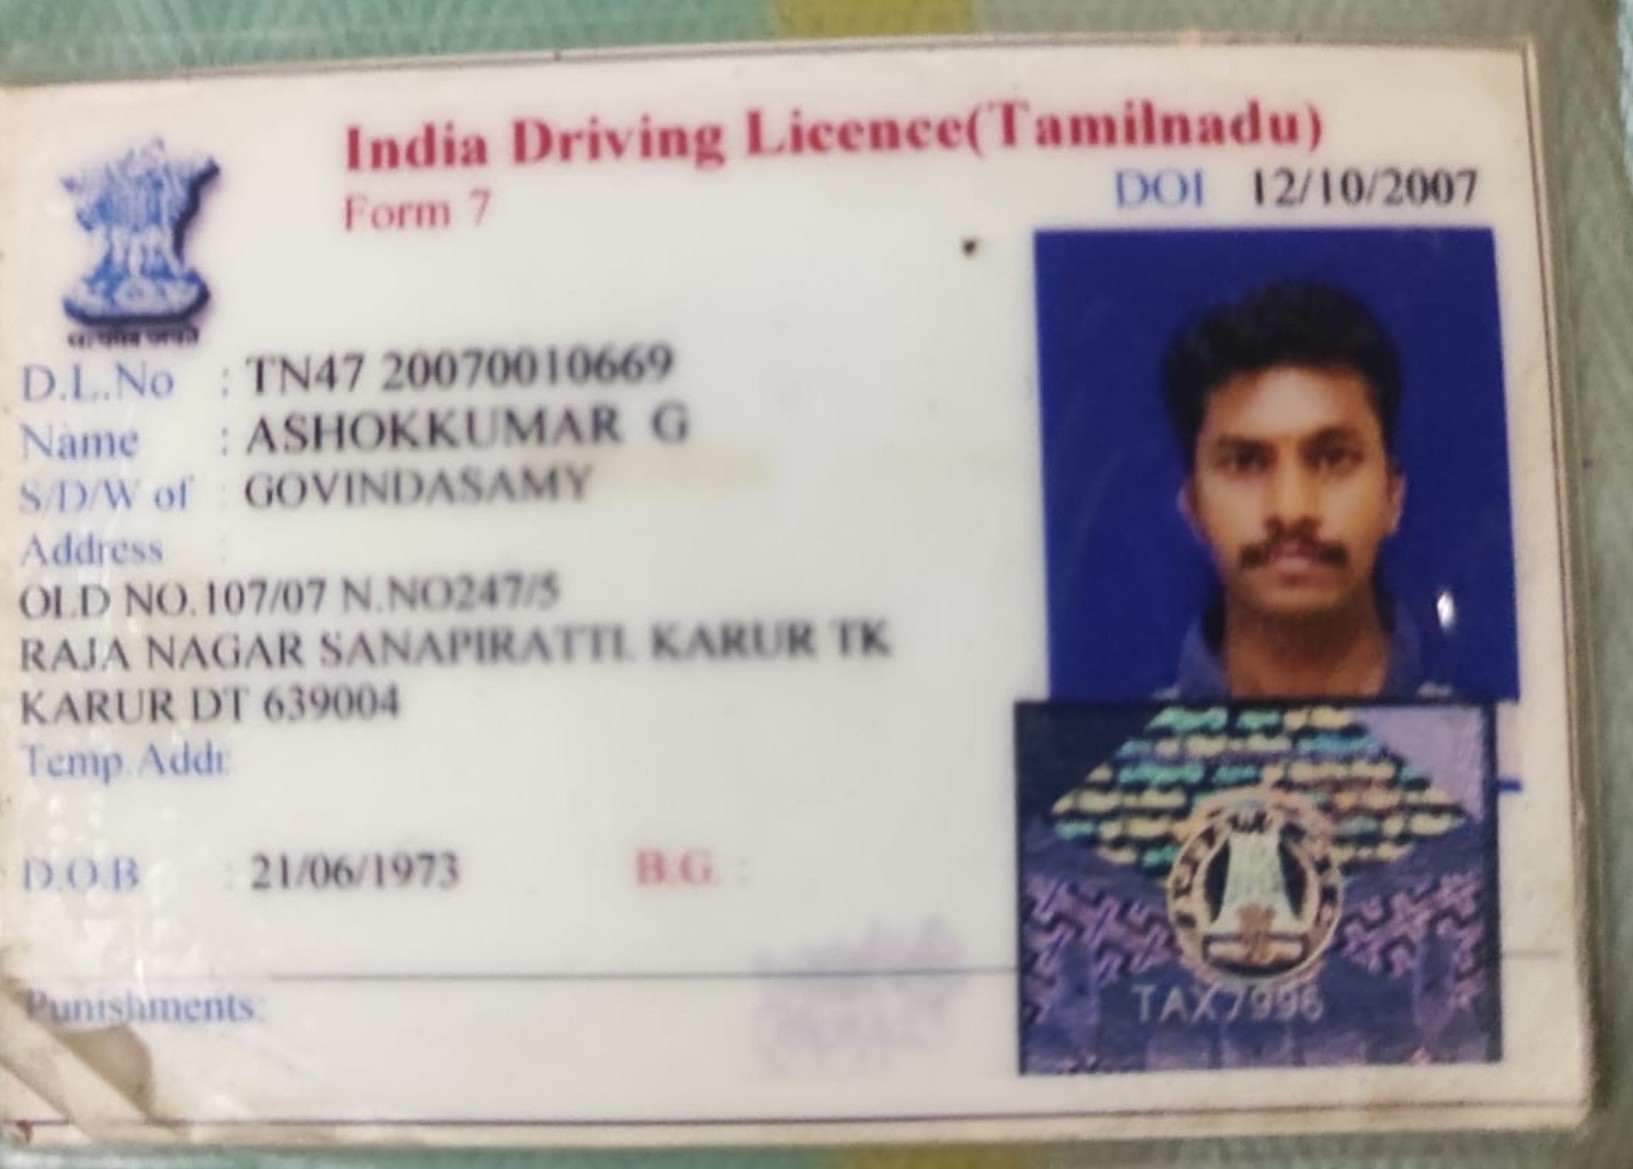 India Driving Licence(Tamilnadu)
Form 7
DOI 12/10/2007
D.L.No : TN47 20070010669
Name : ASHOKKUMAR G
S/D/W of : GOVINDASAMY
Address :
OLD NO.107/07 N.NO247/5
RAJA NAGAR SANAPIRATTI. KARUR TK
KARUR DT 639004
Temp.Addr:
D.O.B : 21/06/1973 B.G. :
Punishments:
TAX7996